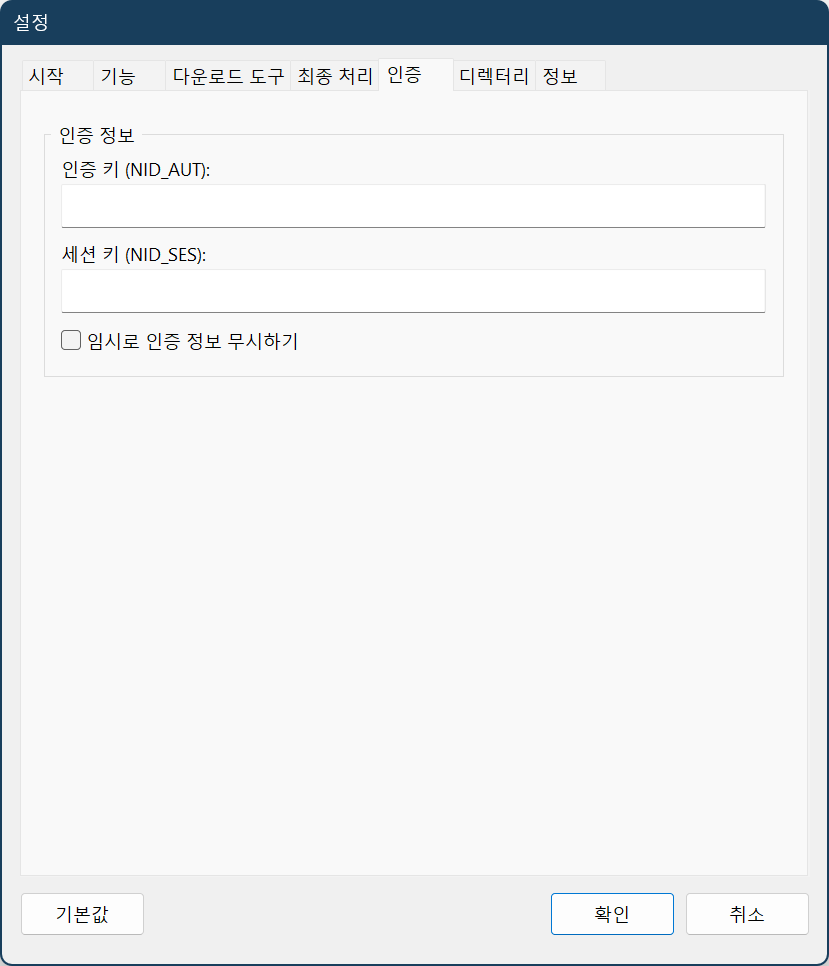 설정
시작 기능 다운로드 도구 최종 처리 인증 디렉터리 정보
인증 정보
인증 키 (NID_AUT):
세션 키 (NID_SES):
임시로 인증 정보 무시하기
기본값 확인 취소